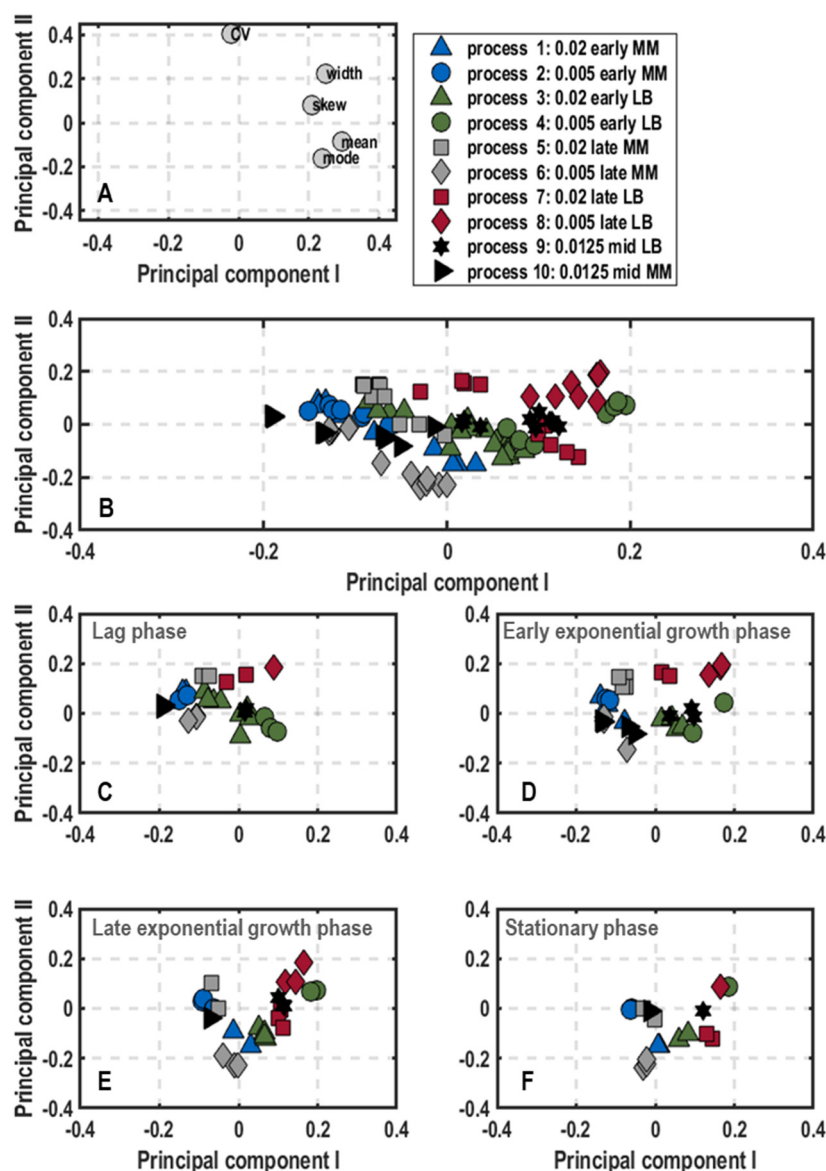 Principal component II
0.4
0.2
0
-0.2
-0.4
CV
width
skew
mean
mode
A
-0.4 -0.2 0 0.2 0.4
Principal component I
process 1: 0.02 early MM
process 2: 0.005 early MM
process 3: 0.02 early LB
process 4: 0.005 early LB
process 5: 0.02 late MM
process 6: 0.005 late MM
process 7: 0.02 late LB
process 8: 0.005 late LB
process 9: 0.0125 mid LB
process 10: 0.0125 mid MM
Principal component II
0.4
0.2
0
-0.2
-0.4
B
-0.4 -0.2 0 0.2 0.4
Principal component I
Principal component II
0.4
0.2
0
-0.2
-0.4
Lag phase
C
-0.4 -0.2 0 0.2 0.4
0.4
0.2
0
-0.2
-0.4
Early exponential growth phase
D
-0.4 -0.2 0 0.2 0.4
Principal component II
0.4
0.2
0
-0.2
-0.4
Late exponential growth phase
E
-0.4 -0.2 0 0.2 0.4
Principal component I
0.4
0.2
0
-0.2
-0.4
Stationary phase
F
-0.4 -0.2 0 0.2 0.4
Principal component I